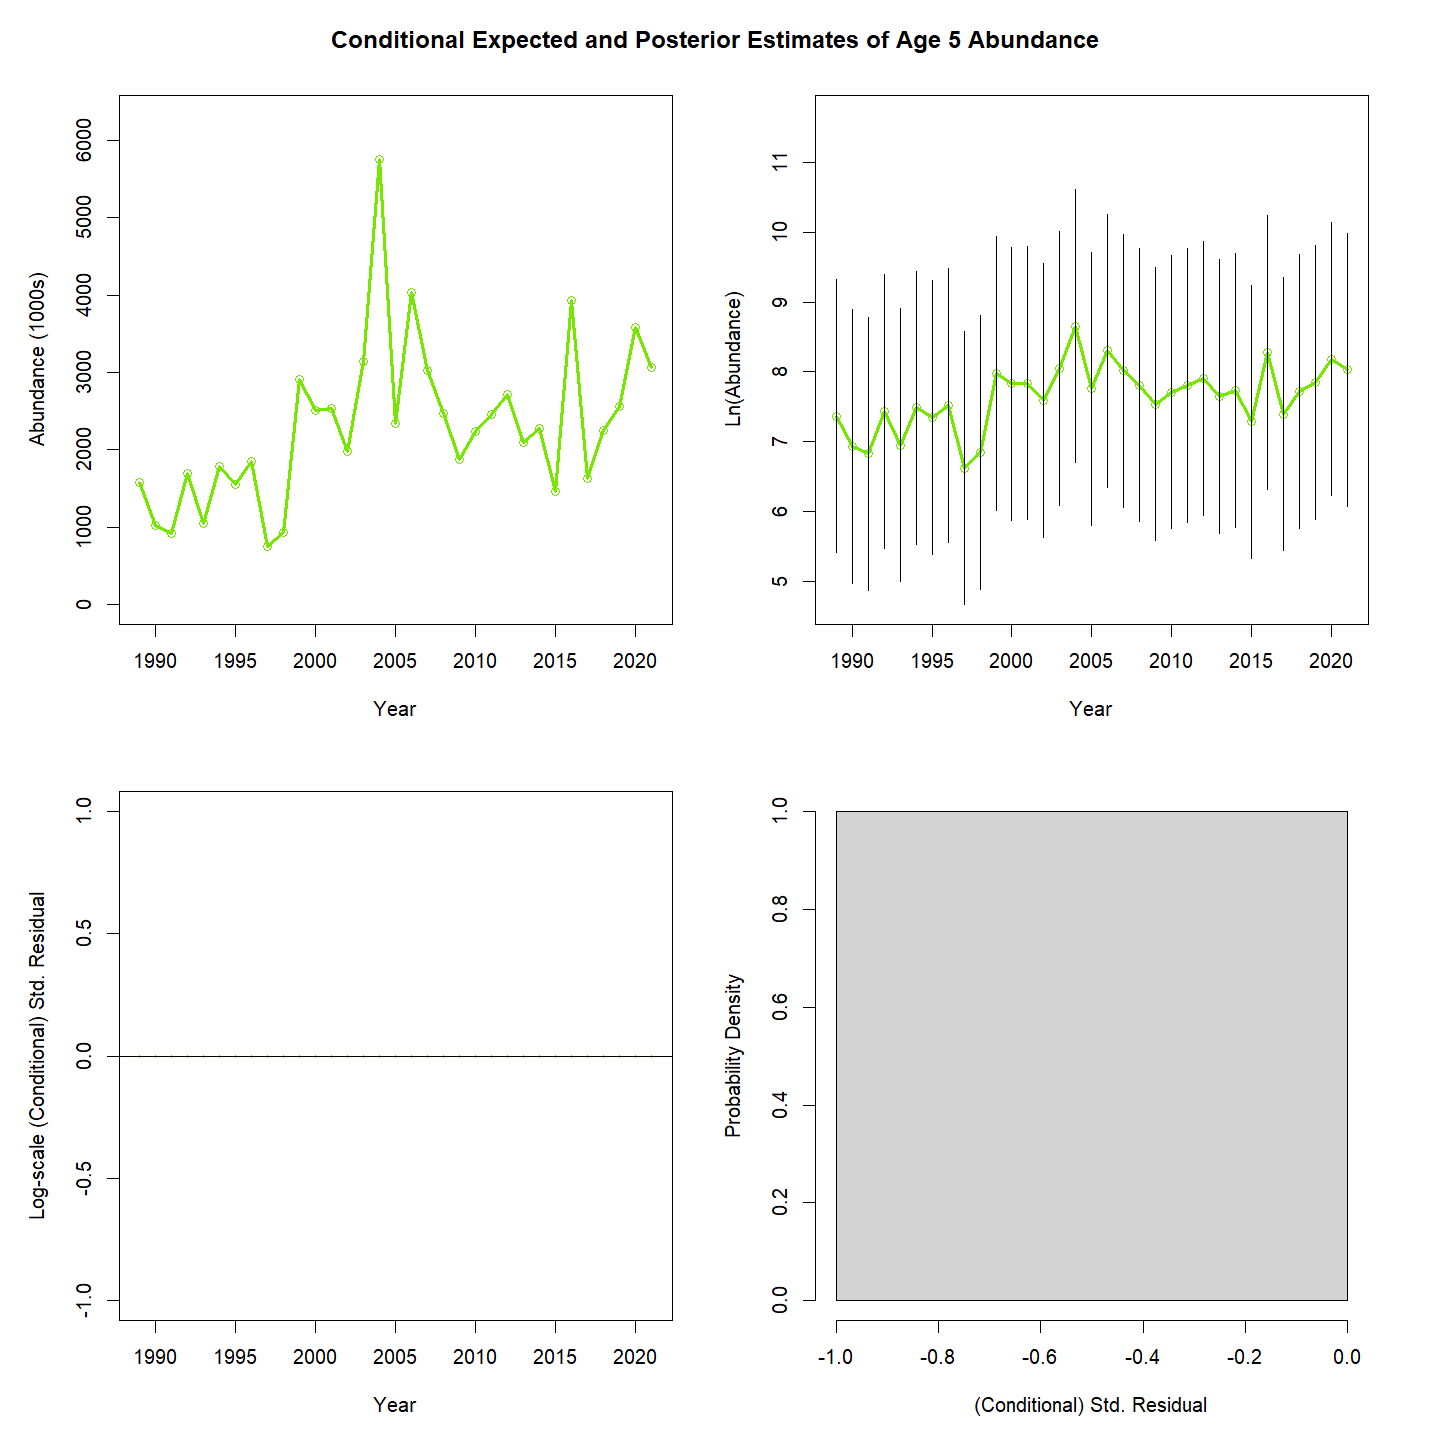 Conditional Expected and Posterior Estimates of Age 5 Abundance
Abundance (1000s)
6000
5000
4000
3000
2000
1000
0
1990 1995 2000 2005 2010 2015 2020
Year
Ln(Abundance)
11
10
9
8
7
6
5
1990 1995 2000 2005 2010 2015 2020
Year
Log-scale (Conditional) Std. Residual
1.0
0.5
0.0
-0.5
-1.0
1990 1995 2000 2005 2010 2015 2020
Year
Probability Density
1.0
0.8
0.6
0.4
0.2
0.0
-1.0 -0.8 -0.6 -0.4 -0.2 0.0
(Conditional) Std. Residual